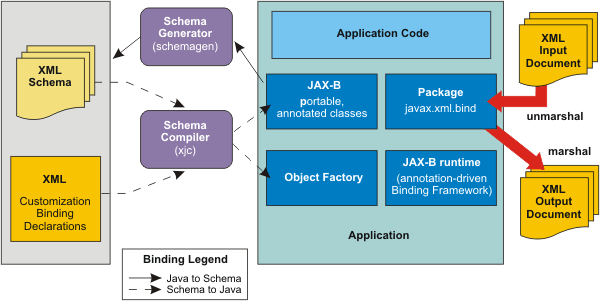 XML
Schema
XML
Customization
Binding
Declarations
Schema
Generator
(schemagen)
Schema
Compiler
(xjc)
Application Code
JAX-B
portable,
annotated classes
Package
javax.xml.bind
Object Factory
JAX-B runtime
(annotation-driven
Binding Framework)
Application
XML
Input
Document
unmarshal
marshal
XML
Output
Document
Binding Legend
Java to Schema
Schema to Java